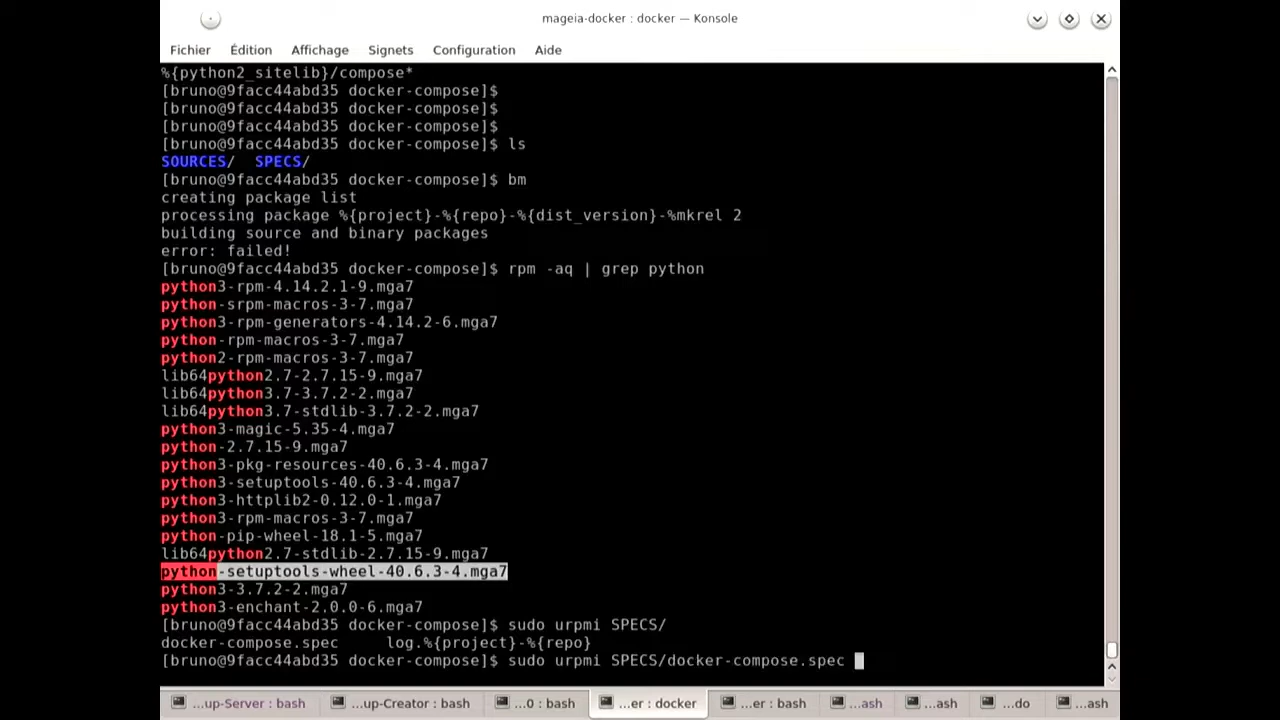 mageia-docker : docker — Konsole
Fichier Édition Affichage Signets Configuration Aide
%{python2_sitelib}/compose*
[bruno@9facc44abd35 docker-compose]$
[bruno@9facc44abd35 docker-compose]$
[bruno@9facc44abd35 docker-compose]$
[bruno@9facc44abd35 docker-compose]$ ls
SOURCES/ SPECS/
[bruno@9facc44abd35 docker-compose]$ bm
creating package list
processing package %{project}-%{repo}-%{dist_version}-%mkrel 2
building source and binary packages
error: failed!
[bruno@9facc44abd35 docker-compose]$ rpm -aq | grep python
python3-rpm-4.14.2.1-9.mga7
python-srpm-macros-3-7.mga7
python3-rpm-generators-4.14.2-6.mga7
python-rpm-macros-3-7.mga7
python2-rpm-macros-3-7.mga7
lib64python2.7-2.7.15-9.mga7
lib64python3.7-3.7.2-2.mga7
lib64python3.7-stdlib-3.7.2-2.mga7
python3-magic-5.35-4.mga7
python-2.7.15-9.mga7
python3-pkg-resources-40.6.3-4.mga7
python3-setuptools-40.6.3-4.mga7
python3-httplib2-0.12.0-1.mga7
python3-rpm-macros-3-7.mga7
python-pip-wheel-18.1-5.mga7
lib64python2.7-stdlib-2.7.15-9.mga7
python-setuptools-wheel-40.6.3-4.mga7
python3-3.7.2-2.mga7
python3-enchant-2.0.0-6.mga7
[bruno@9facc44abd35 docker-compose]$ sudo urpmi SPECS/
docker-compose.spec log.%{project}-%{repo}
[bruno@9facc44abd35 docker-compose]$ sudo urpmi SPECS/docker-compose.spec
...up-Server : bash ...up-Creator : bash ...0 : bash ...er : docker ...er : bash ...ash ...ash ...do ...ash